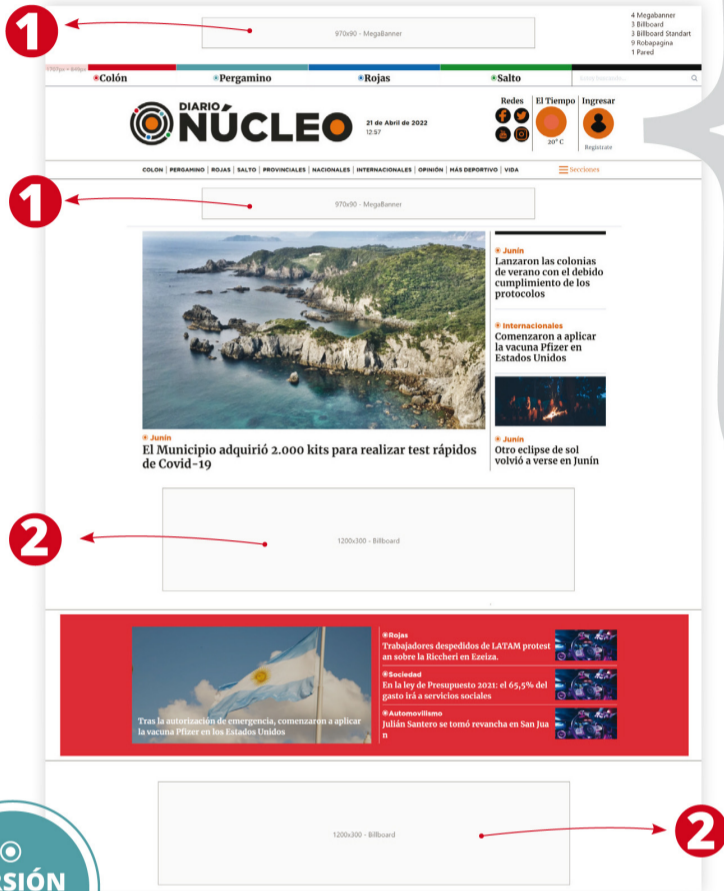 1
970x90 - MegaBanner
4 Megabanner
3 Billboard
3 Billboard Standart
9 Robapagina
1 Pared
Colón
Pergamino
Rojas
Salto
DIARIO
NÚCLEO
21 de Abril de 2022
12:57
Redes
El Tiempo
20° C
Ingresar
Registrate
COLON | PERGAMINO | ROJAS | SALTO | PROVINCIALES | NACIONALES | INTERNACIONALES | OPINIÓN | MÁS DEPORTIVO | VIDA
Secciones
1
970x90 - MegaBanner
Junín
El Municipio adquirió 2.000 kits para realizar test rápidos
de Covid-19
Junín
Lanzaron las colonias
de verano con el debido
cumplimiento de los
protocolos
Internacionales
Comenzaron a aplicar
la vacuna Pfizer en
Estados Unidos
Junín
Otro eclipse de sol
volvió a verse en Junín
2
1200x300 - Billboard
Tras la autorización de emergencia, comenzaron a aplicar
la vacuna Pfizer en los Estados Unidos
Rojas
Trabajadores despedidos de LATAM protest
an sobre la Riccheri en Ezeiza.
Sociedad
En la ley de Presupuesto 2021: el 65,5% del
gasto irá a servicios sociales
Automovilismo
Julián Santero se tomó revancha en San Jua
n
1200x300 - Billboard
2
RSIÓN